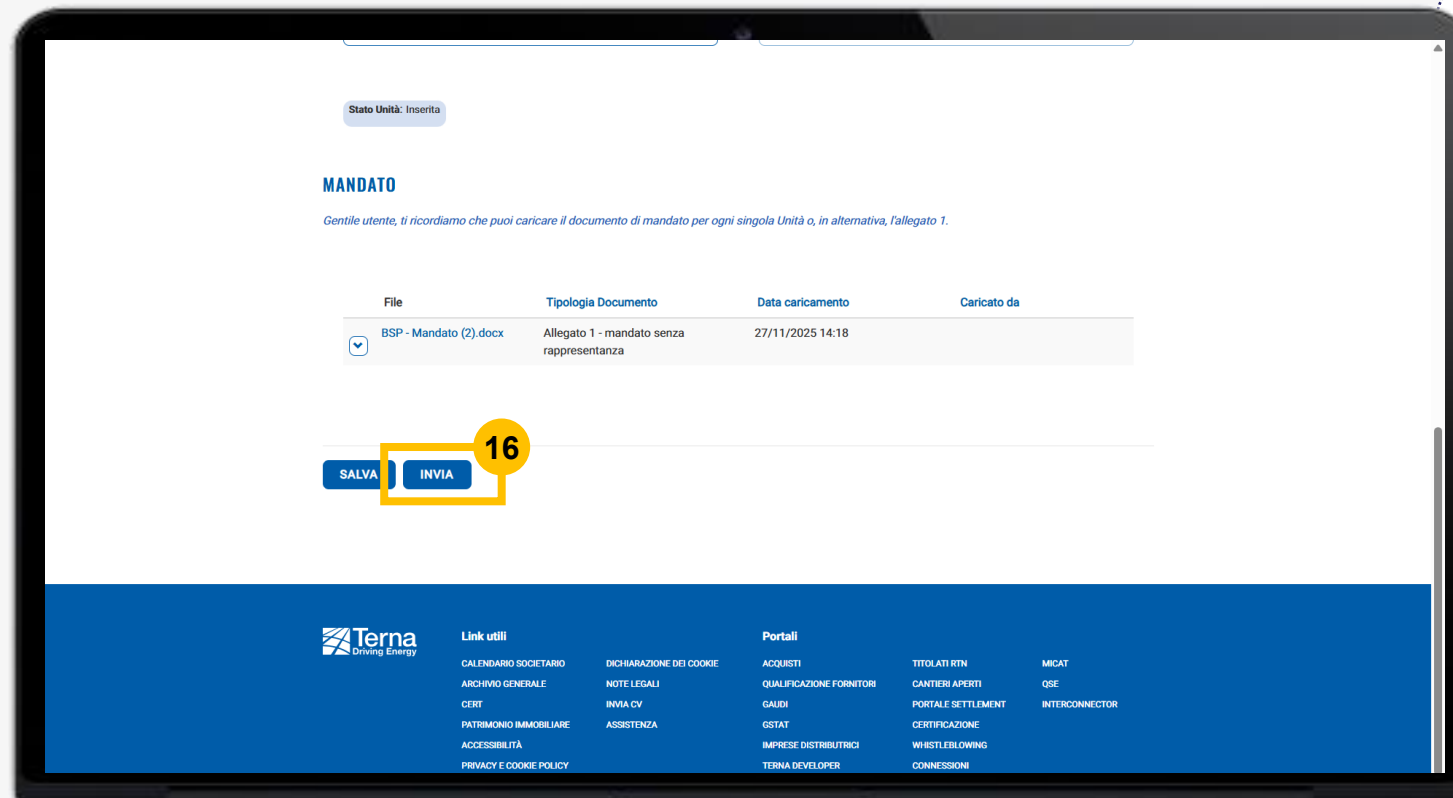 Stato Unità: Inserita
MANDATO
Gentile utente, ti ricordiamo che puoi caricare il documento di mandato per ogni singola Unità o, in alternativa, l'allegato 1.
File Tipologia Documento Data caricamento Caricato da
BSP - Mandato (2).docx Allegato 1 - mandato senza 27/11/2025 14:18
rappresentanza
16
SALVA INVIA
Terna
Driving Energy
Link utili Portali
CALENDARIO SOCIETARIO DICHIARAZIONE DEI COOKIE ACQUISTI TITOLATI RTN MICAT
ARCHIVIO GENERALE NOTE LEGALI QUALIFICAZIONE FORNITORI CANTIERI APERTI QSE
CERT INVIA CV GAUDI PORTALE SETTLEMENT INTERCONNECTOR
PATRIMONIO IMMOBILIARE ASSISTENZA GSTAT CERTIFICAZIONE
ACCESSIBILITÀ IMPRESE DISTRIBUTRICI WHISTLEBLOWING
PRIVACY E COOKIE POLICY TERNA DEVELOPER CONNESSIONI